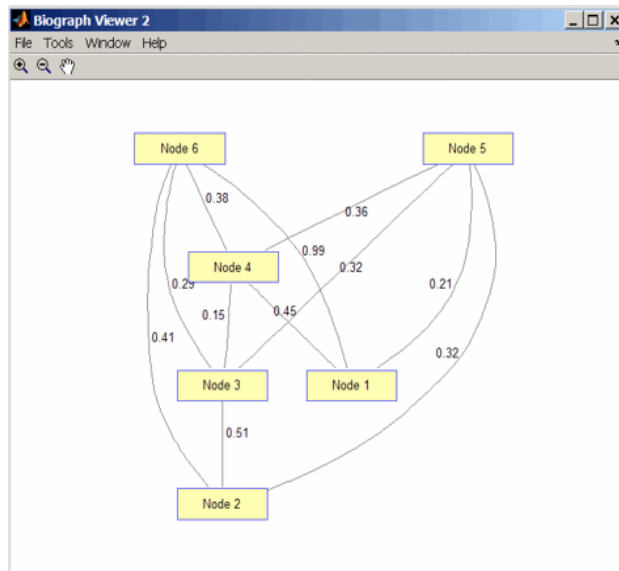 Biograph Viewer 2
File Tools Window Help
Node 6
Node 5
0.38
0.36
0.99
Node 4
0.32
0.29
0.21
0.15
0.45
0.41
0.32
Node 3
Node 1
0.51
Node 2